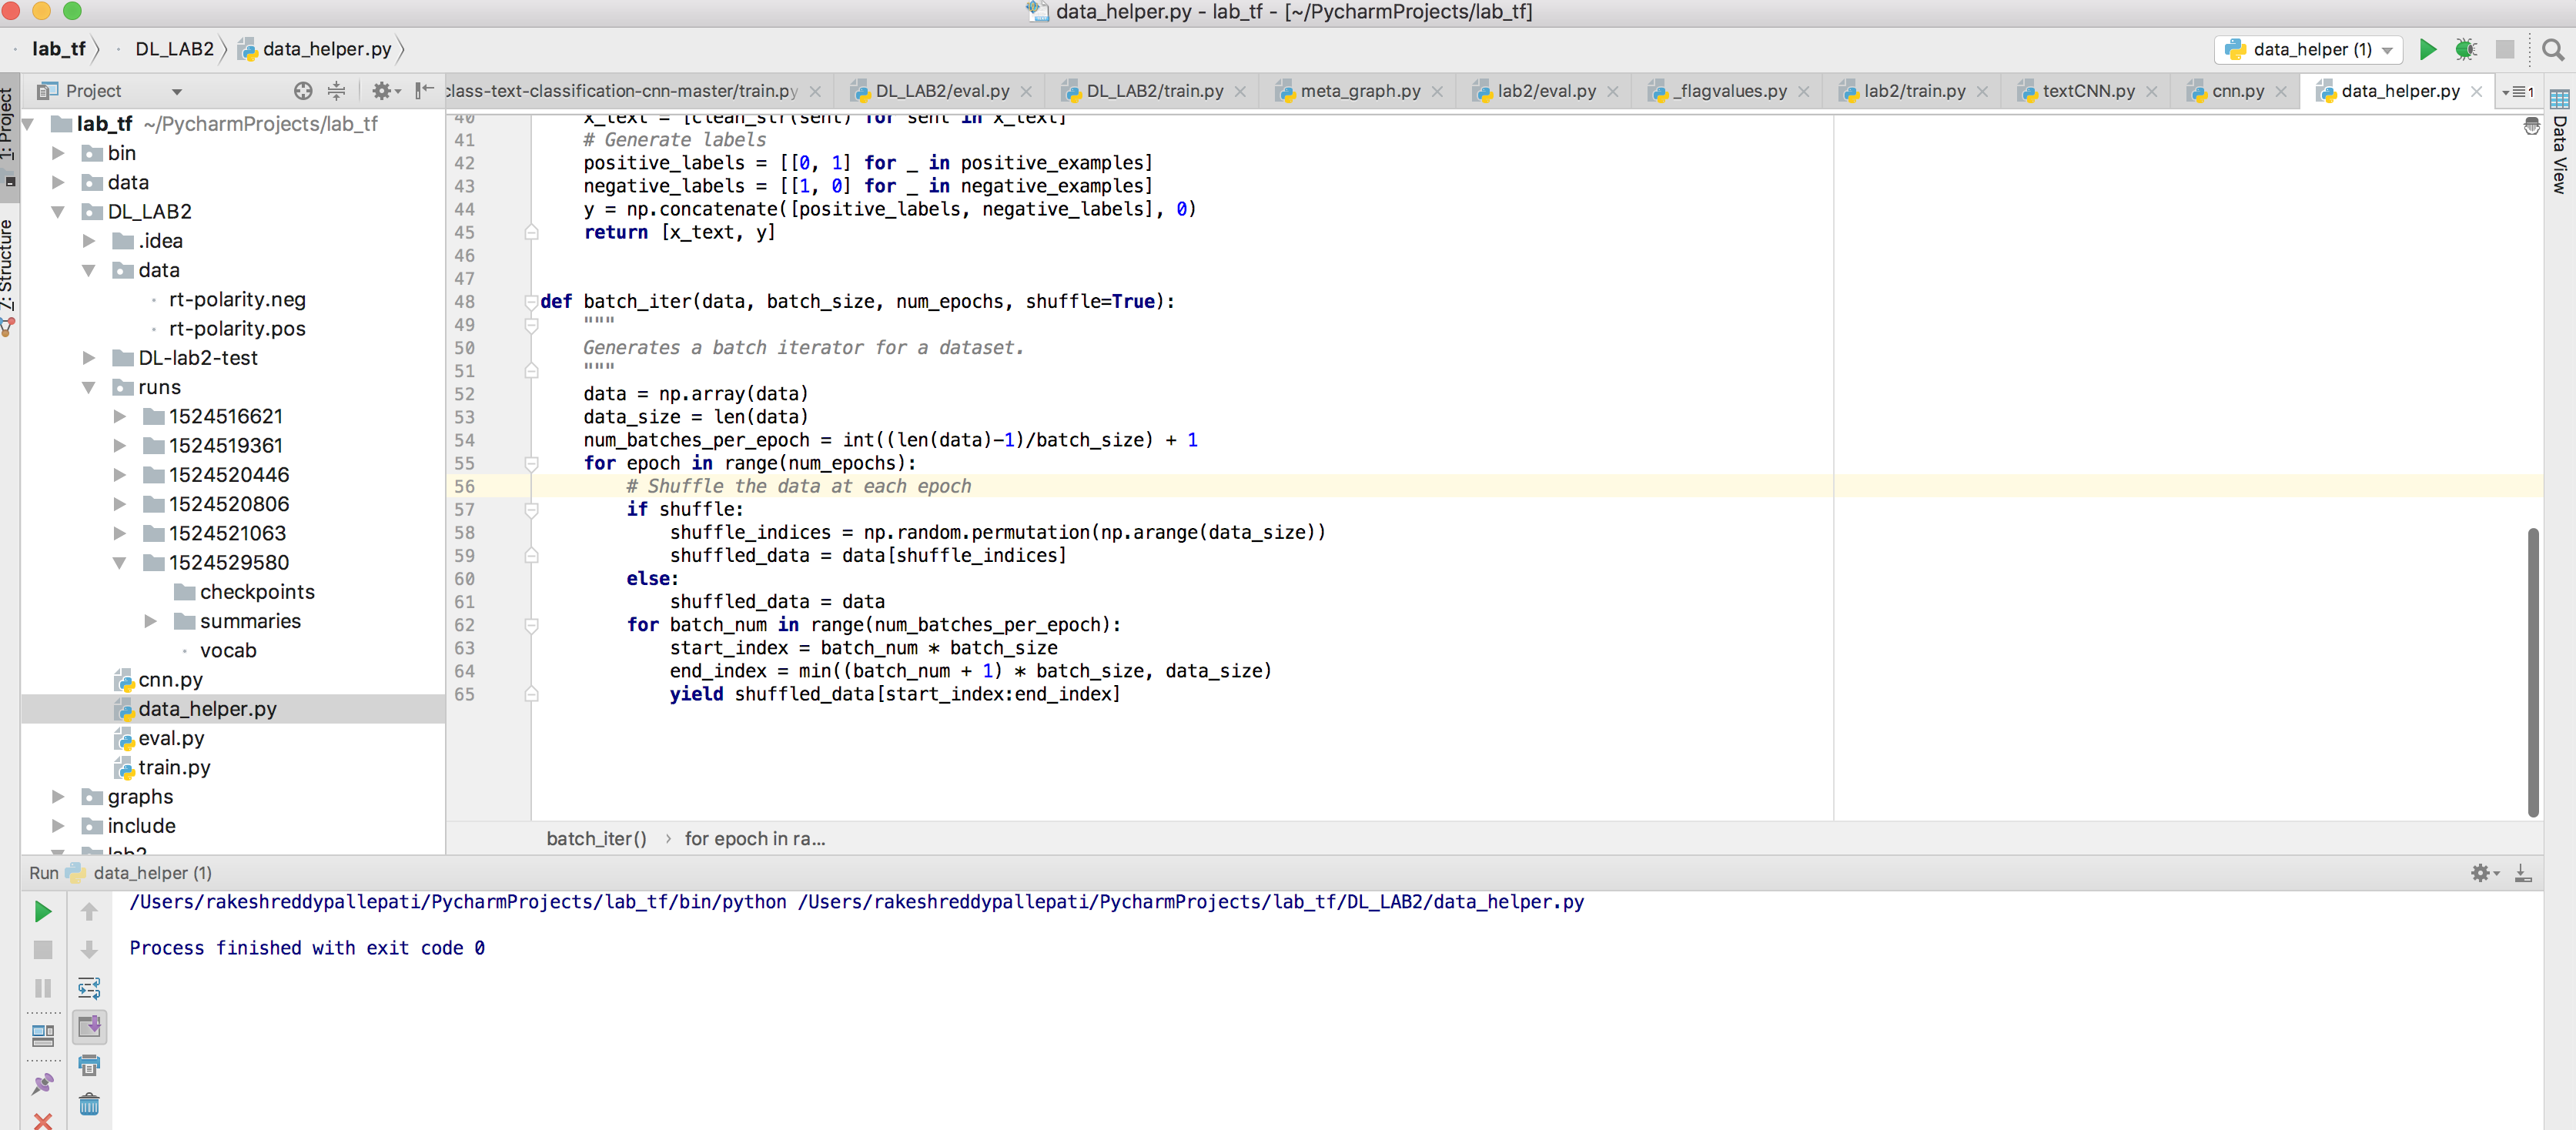 data_helper.py - lab_tf - [~/PycharmProjects/lab_tf]
lab_tf DL_LAB2 data_helper.py
data_helper (1)
Project
class-text-classification-cnn-master/train.py DL_LAB2/eval.py DL_LAB2/train.py meta_graph.py lab2/eval.py _flagvalues.py lab2/train.py textCNN.py cnn.py data_helper.py 1
1: Project
7: Structure
Data View
lab_tf ~/PycharmProjects/lab_tf
bin
data
DL_LAB2
.idea
data
rt-polarity.neg
rt-polarity.pos
DL-lab2-test
runs
1524516621
1524519361
1524520446
1524520806
1524521063
1524529580
checkpoints
summaries
vocab
cnn.py
data_helper.py
eval.py
train.py
graphs
include
lab2
40 x_text = [clean_str(sent) for sent in x_text]
41 # Generate labels
42 positive_labels = [[0, 1] for _ in positive_examples]
43 negative_labels = [[1, 0] for _ in negative_examples]
44 y = np.concatenate([positive_labels, negative_labels], 0)
45 return [x_text, y]
46
47
48 def batch_iter(data, batch_size, num_epochs, shuffle=True):
49 """
50 Generates a batch iterator for a dataset.
51 """
52 data = np.array(data)
53 data_size = len(data)
54 num_batches_per_epoch = int((len(data)-1)/batch_size) + 1
55 for epoch in range(num_epochs):
56 # Shuffle the data at each epoch
57 if shuffle:
58 shuffle_indices = np.random.permutation(np.arange(data_size))
59 shuffled_data = data[shuffle_indices]
60 else:
61 shuffled_data = data
62 for batch_num in range(num_batches_per_epoch):
63 start_index = batch_num * batch_size
64 end_index = min((batch_num + 1) * batch_size, data_size)
65 yield shuffled_data[start_index:end_index]
batch_iter() › for epoch in ra...
Run data_helper (1)
/Users/rakeshreddypallepati/PycharmProjects/lab_tf/bin/python /Users/rakeshreddypallepati/PycharmProjects/lab_tf/DL_LAB2/data_helper.py
Process finished with exit code 0